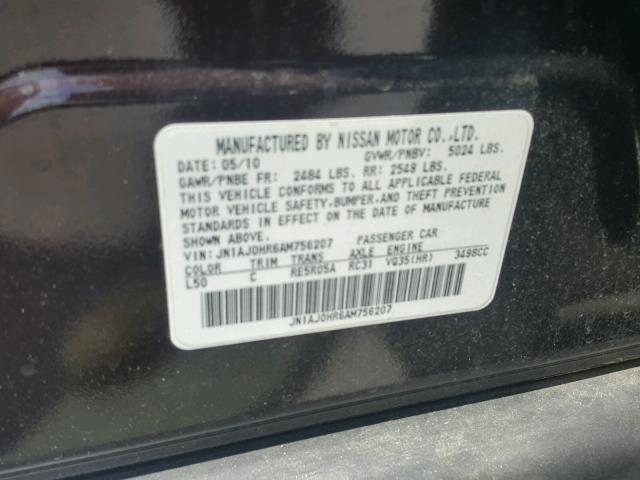 MANUFACTURED BY NISSAN MOTOR CO.,LTD.
DATE: 05/10 GVWR/PNBV: 5024 LBS.
GAWR/PNBE FR: 2484 LBS. RR: 2549 LBS.
THIS VEHICLE CONFORMS TO ALL APPLICABLE FEDERAL
MOTOR VEHICLE SAFETY,BUMPER,AND THEFT PREVENTION
STANDARDS IN EFFECT ON THE DATE OF MANUFACTURE
SHOWN ABOVE.
VIN: JN1AJ0HR6AM756207 PASSENGER CAR
COLOR TRIM TRANS AXLE ENGINE
L50 C RE5R05A RC31 VQ35(HR) 3498CC
JN1AJ0HR6AM756207